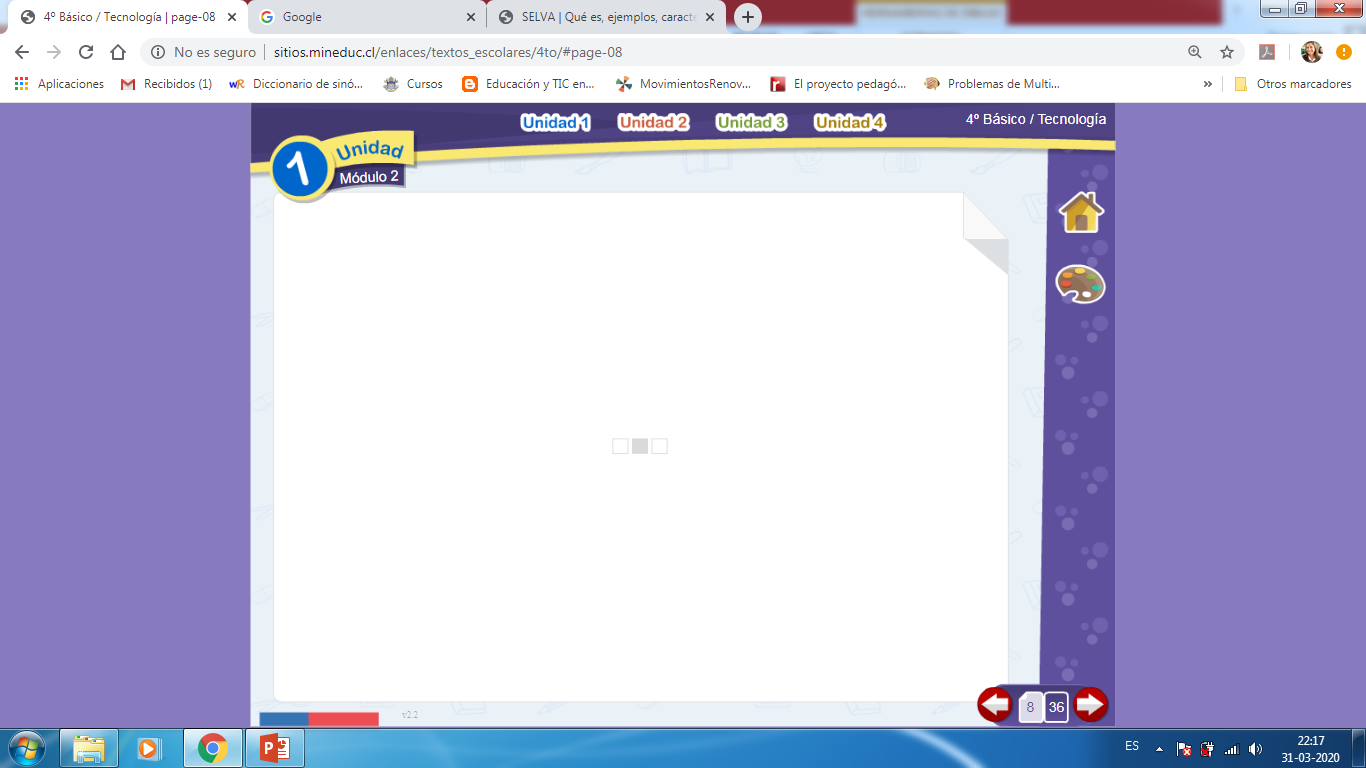 4º Básico / Tecnología | page-08
Google
SELVA | Qué es, ejemplos, caracte
No es seguro | sitios.mineduc.cl/enlaces/textos_escolares/4to/#page-08
Aplicaciones
Recibidos (1)
Diccionario de sinó...
Cursos
Educación y TIC en...
MovimientosRenov...
El proyecto pedagó...
Problemas de Multi...
»
Otros marcadores
Unidad 1
Unidad 2
Unidad 3
Unidad 4
4º Básico / Tecnología
1
Unidad
Módulo 2
8
36
v2.2
ES
22:17
31-03-2020